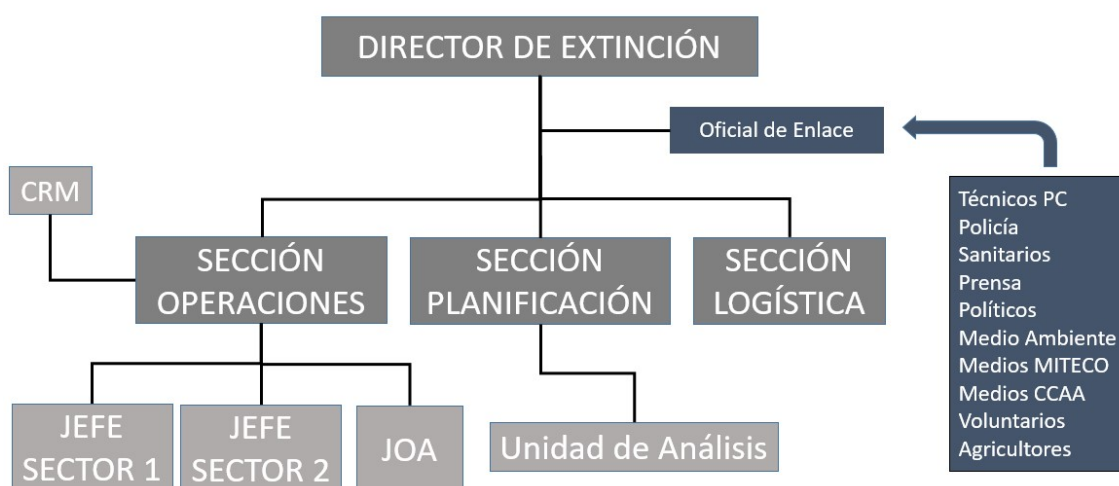 DIRECTOR DE EXTINCIÓN
Oficial de Enlace
CRM
Técnicos PC
Policía
Sanitarios
Prensa
Políticos
Medio Ambiente
Medios MITECO
Medios CCAA
Voluntarios
Agricultores
SECCIÓN
OPERACIONES
SECCIÓN
PLANIFICACIÓN
SECCIÓN
LOGÍSTICA
JEFE
SECTOR 1
JEFE
SECTOR 2
JOA
Unidad de Análisis